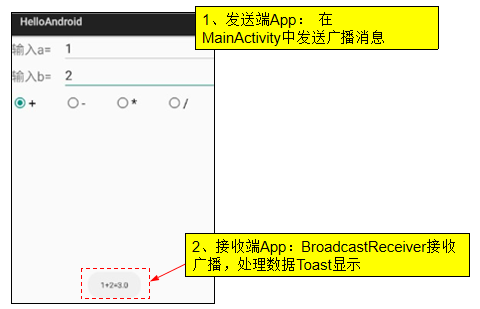 HelloAndroid
1、发送端App： 在
MainActivity中发送广播消息
输入a= 1
输入b= 2
+ - * /
2、接收端App：BroadcastReceiver接收
广播，处理数据Toast显示
1+2=3.0